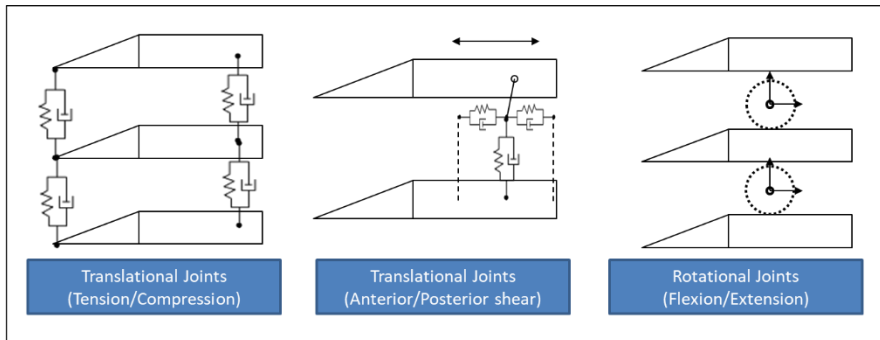 Translational Joints
(Tension/Compression)
Translational Joints
(Anterior/Posterior shear)
Rotational Joints
(Flexion/Extension)